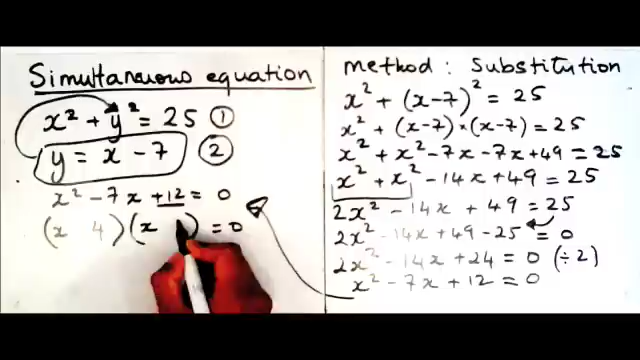 Simultanuous equation
x² + y² = 25 ①
y = x - 7 ②
x² - 7x + 12 = 0
(x 4)(x ) = 0
method : Substitution
x² + (x-7)² = 25
x² + (x-7)•(x-7) = 25
x² + x² - 7x - 7x + 49 = 25
x² + x² - 14x + 49 = 25
2x² - 14x + 49 = 25
2x² - 14x + 49 - 25 = 0
2x² - 14x + 24 = 0 (÷2)
x² - 7x + 12 = 0